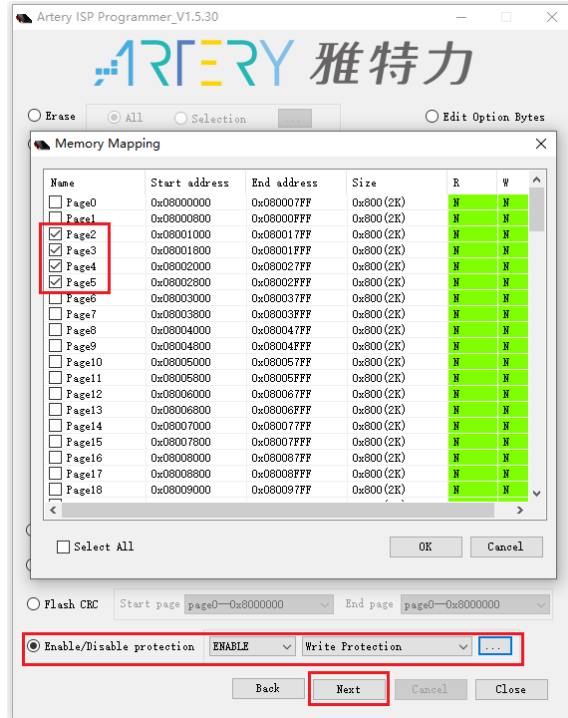 Artery ISP Programmer_V1.5.30
ARTERY 雅特力
Erase All Selection ... Edit Option Bytes
Memory Mapping
Name Start address End address Size R W
Page0 0x08000000 0x080007FF 0x800(2K) N N
Page1 0x08000800 0x08000FFF 0x800(2K) N N
Page2 0x08001000 0x080017FF 0x800(2K) N N
Page3 0x08001800 0x08001FFF 0x800(2K) N N
Page4 0x08002000 0x080027FF 0x800(2K) N N
Page5 0x08002800 0x08002FFF 0x800(2K) N N
Page6 0x08003000 0x080037FF 0x800(2K) N N
Page7 0x08003800 0x08003FFF 0x800(2K) N N
Page8 0x08004000 0x080047FF 0x800(2K) N N
Page9 0x08004800 0x08004FFF 0x800(2K) N N
Page10 0x08005000 0x080057FF 0x800(2K) N N
Page11 0x08005800 0x08005FFF 0x800(2K) N N
Page12 0x08006000 0x080067FF 0x800(2K) N N
Page13 0x08006800 0x08006FFF 0x800(2K) N N
Page14 0x08007000 0x080077FF 0x800(2K) N N
Page15 0x08007800 0x08007FFF 0x800(2K) N N
Page16 0x08008000 0x080087FF 0x800(2K) N N
Page17 0x08008800 0x08008FFF 0x800(2K) N N
Page18 0x08009000 0x080097FF 0x800(2K) N N
Select All OK Cancel
Flash CRC Start page page0—0x8000000 End page page0—0x8000000
Enable/Disable protection ENABLE Write Protection ...
Back Next Cancel Close